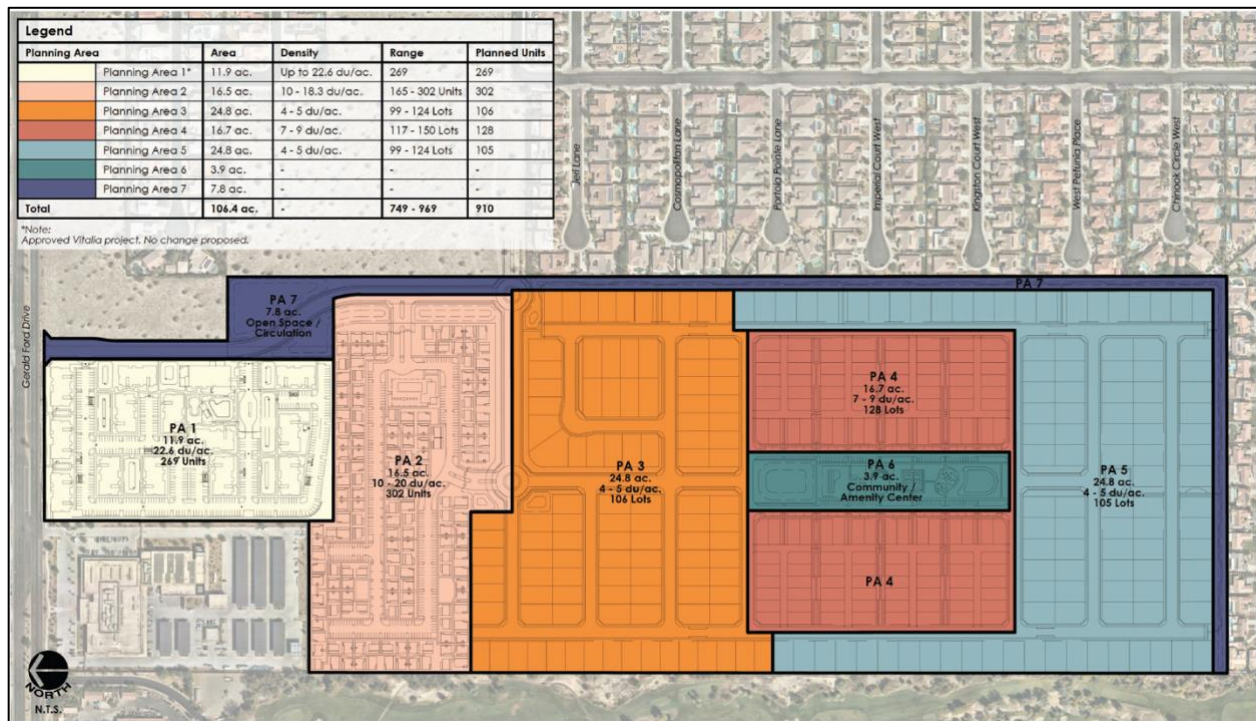 Legend
Planning Area Area Density Range Planned Units
Planning Area 1* 11.9 ac. Up to 22.6 du/ac. 269 269
Planning Area 2 16.5 ac. 10 - 18.3 du/ac. 165 - 302 Units 302
Planning Area 3 24.8 ac. 4 - 5 du/ac. 99 - 124 Lots 106
Planning Area 4 16.7 ac. 7 - 9 du/ac. 117 - 150 Lots 128
Planning Area 5 24.8 ac. 4 - 5 du/ac. 99 - 124 Lots 105
Planning Area 6 3.9 ac. - - -
Planning Area 7 7.8 ac. - - -
Total 106.4 ac. - 749 - 969 910
*Note:
Approved Vitalia project. No change proposed.
Jeri Lane
Cosmopolitan Lane
Portola Pointe Lane
Imperial Court West
Kingston Court West
West Petunia Place
Chinook Circle West
Gerald Ford Drive
PA 7
7.8 ac.
Open Space /
Circulation
PA 7
PA 1
11.9 ac.
22.6 du/ac.
269 Units
PA 2
16.5 ac.
10 - 20 du/ac.
302 Units
PA 3
24.8 ac.
4 - 5 du/ac.
106 Lots
PA 4
16.7 ac.
7 - 9 du/ac.
128 Lots
PA 6
3.9 ac.
Community /
Amenity Center
PA 5
24.8 ac.
4 - 5 du/ac.
105 Lots
PA 4
NORTH
N.T.S.